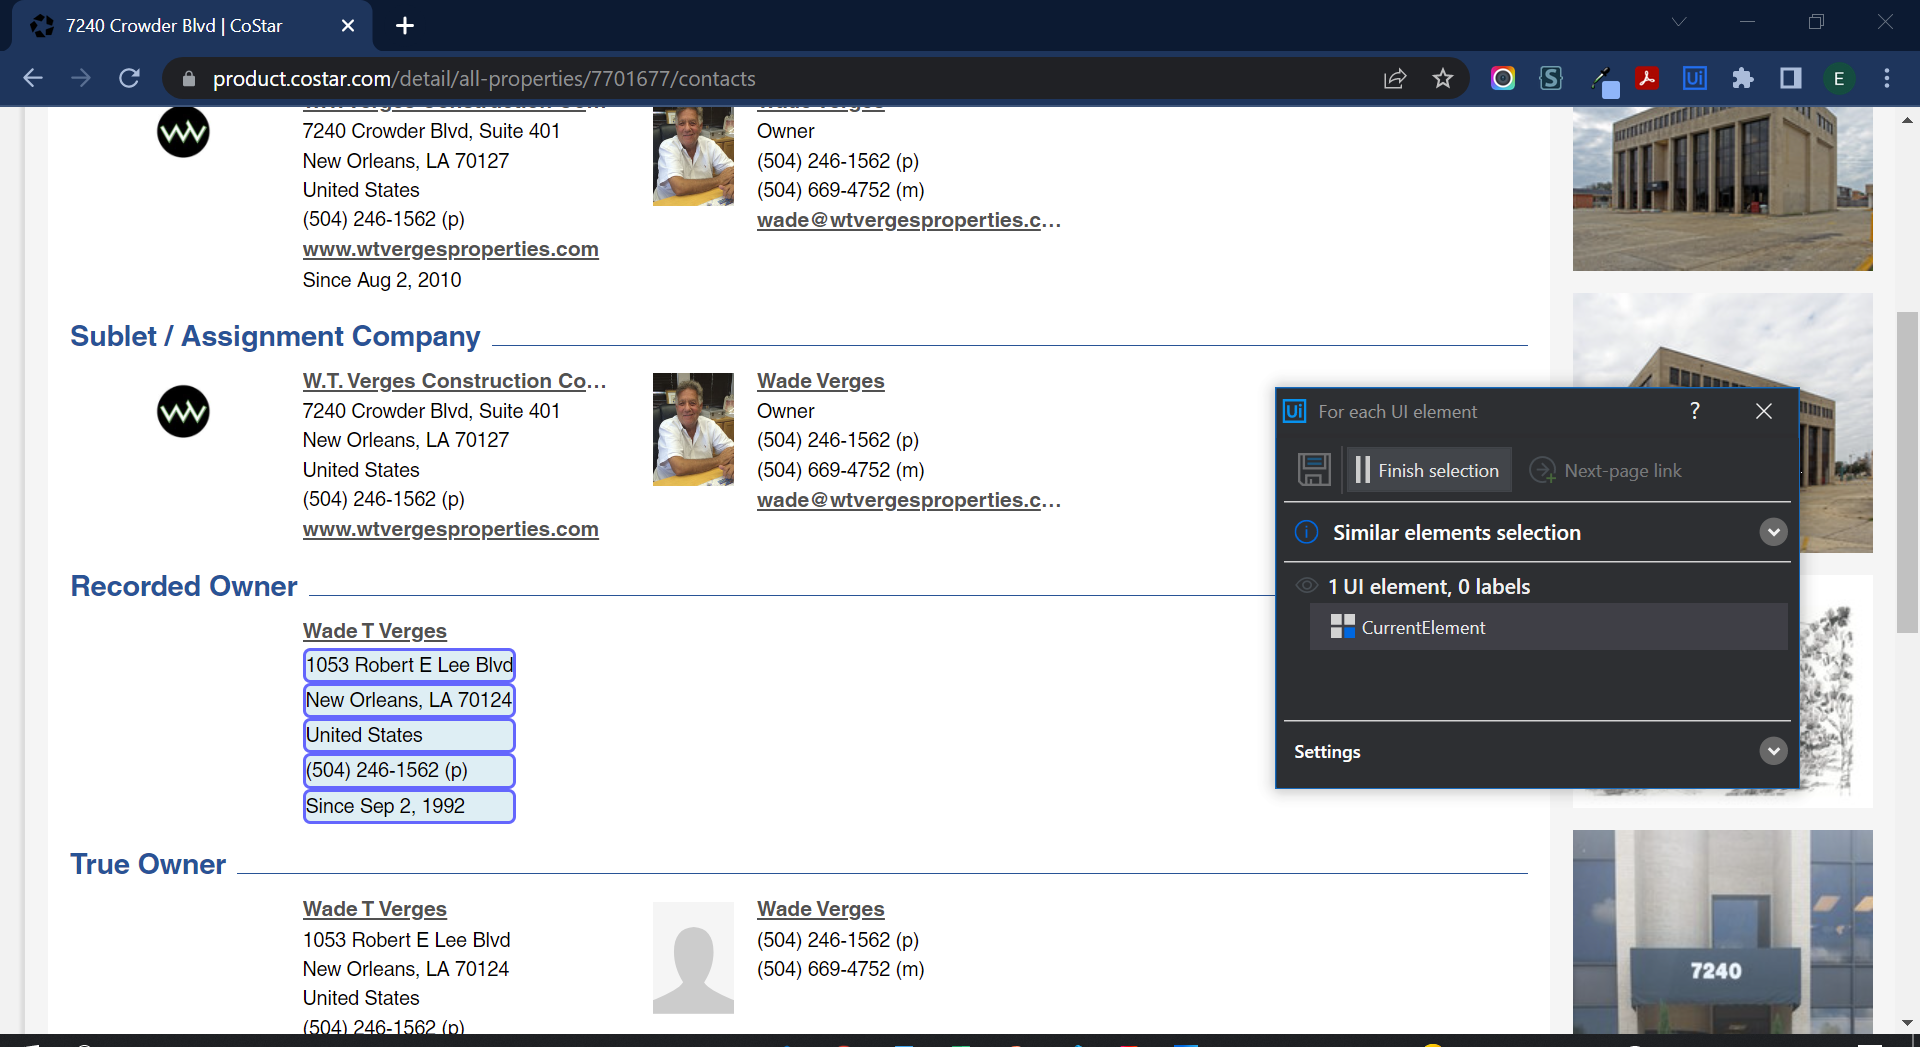 7240 Crowder Blvd | CoStar
product.costar.com/detail/all-properties/7701677/contacts
E
W.T. Verges Construction Co…
7240 Crowder Blvd, Suite 401
New Orleans, LA 70127
United States
(504) 246-1562 (p)
www.wtvergesproperties.com
Since Aug 2, 2010
Wade Verges
Owner
(504) 246-1562 (p)
(504) 669-4752 (m)
wade@wtvergesproperties.c…
Sublet / Assignment Company
W.T. Verges Construction Co…
7240 Crowder Blvd, Suite 401
New Orleans, LA 70127
United States
(504) 246-1562 (p)
www.wtvergesproperties.com
Wade Verges
Owner
(504) 246-1562 (p)
(504) 669-4752 (m)
wade@wtvergesproperties.c…
Recorded Owner
Wade T Verges
1053 Robert E Lee Blvd
New Orleans, LA 70124
United States
(504) 246-1562 (p)
Since Sep 2, 1992
True Owner
Wade T Verges
1053 Robert E Lee Blvd
New Orleans, LA 70124
United States
(504) 246-1562 (p)
Wade Verges
(504) 246-1562 (p)
(504) 669-4752 (m)
Ui For each UI element ?
Finish selection Next-page link
Similar elements selection
1 UI element, 0 labels
CurrentElement
Settings
7240